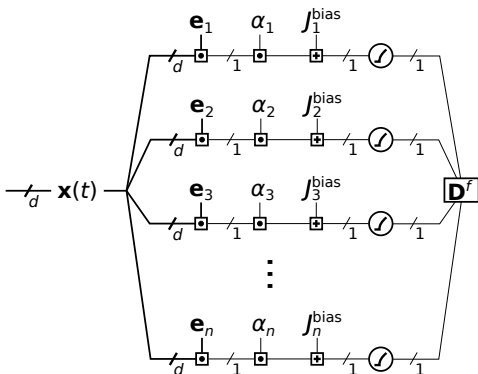 e₁ α₁ J₁ᵇⁱᵃˢ
d 1 1 1
e₂ α₂ J₂ᵇⁱᵃˢ
d 1 1 1
d x(t) Dᶠ
e₃ α₃ J₃ᵇⁱᵃˢ
d 1 1 1
eₙ αₙ Jₙᵇⁱᵃˢ
d 1 1 1